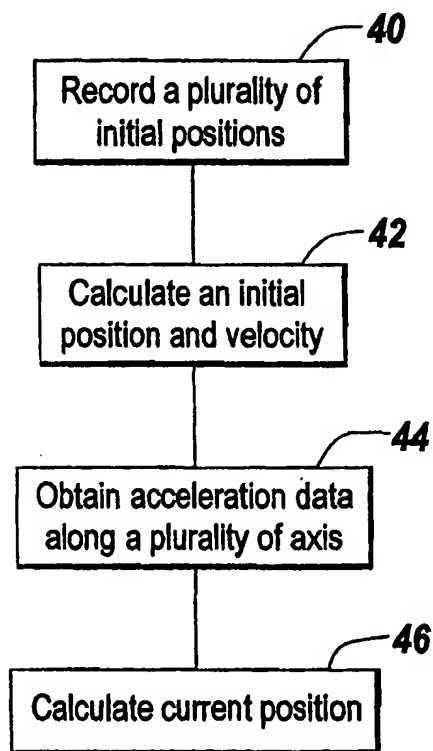 40
Record a plurality of
initial positions
42
Calculate an initial
position and velocity
44
Obtain acceleration data
along a plurality of axis
46
Calculate current position